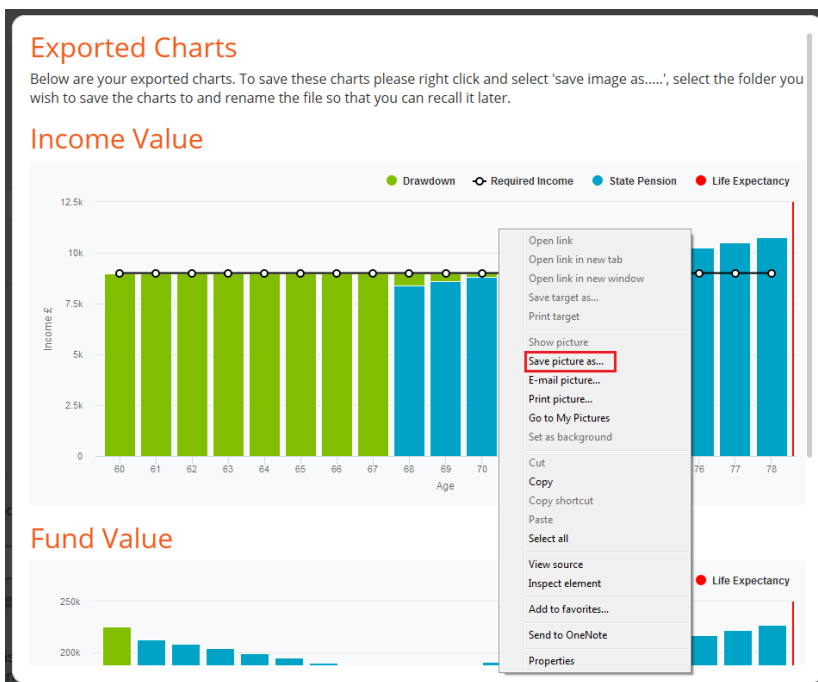 Exported Charts
Below are your exported charts. To save these charts please right click and select 'save image as.....', select the folder you
wish to save the charts to and rename the file so that you can recall it later.
Income Value
Drawdown Required Income State Pension Life Expectancy
12.5k
10k
7.5k
5k
2.5k
0
Income £
60 61 62 63 64 65 66 67 68 69 70 76 77 78
Age
Open link
Open link in new tab
Open link in new window
Save target as...
Print target
Show picture
Save picture as...
E-mail picture...
Print picture...
Go to My Pictures
Set as background
Cut
Copy
Copy shortcut
Paste
Select all
View source
Inspect element
Add to favorites...
Send to OneNote
Properties
Fund Value
Life Expectancy
250k
200k